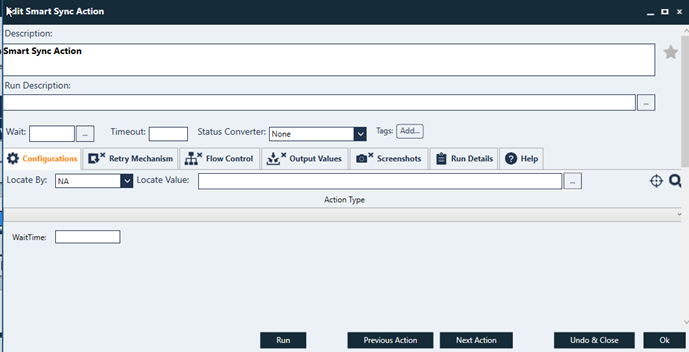 Edit Smart Sync Action
Description:
Smart Sync Action
Run Description:
...
Wait: ... Timeout: Status Converter: None Tags: Add...
Configurations Retry Mechanism Flow Control Output Values Screenshots Run Details Help
Locate By: NA Locate Value: ...
Action Type
WaitTime:
Run Previous Action Next Action Undo & Close Ok